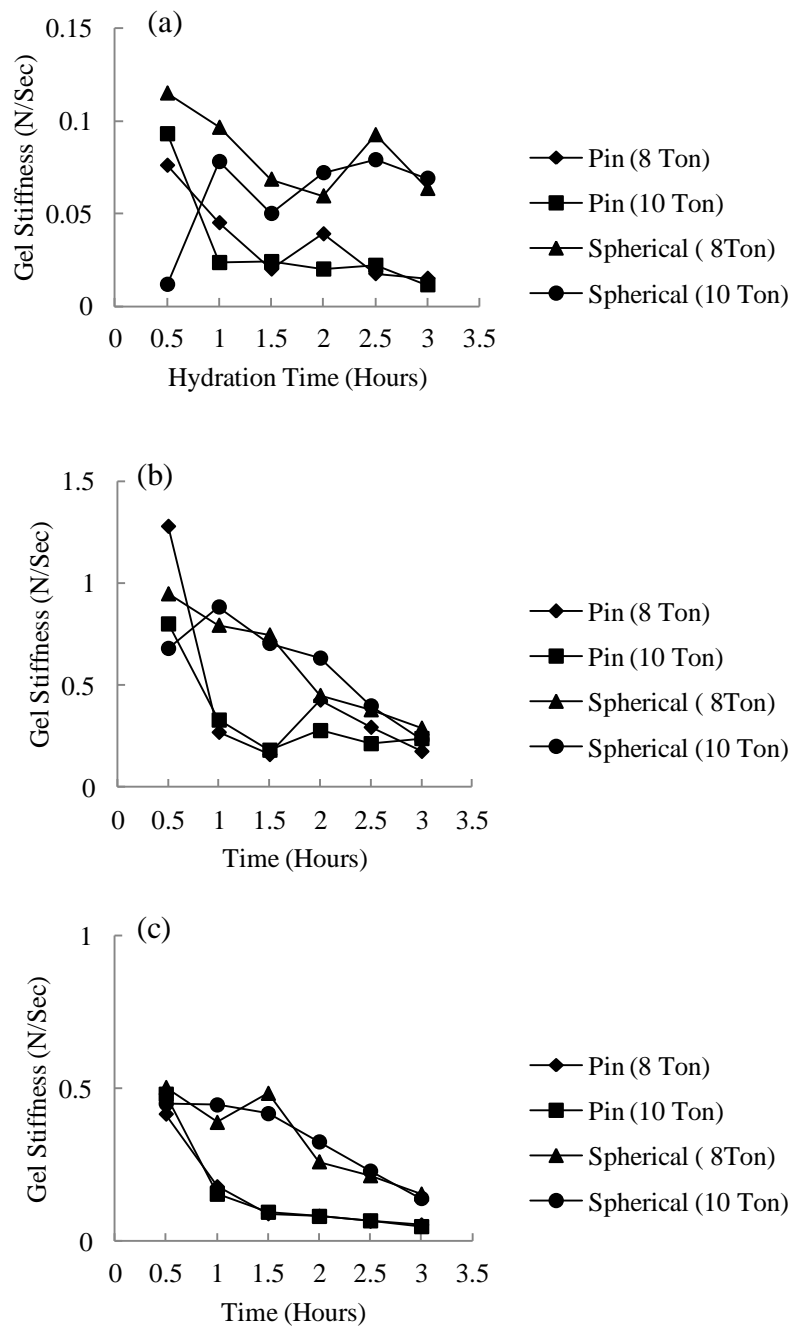 (a)
Gel Stiffness (N/Sec)
0.15
0.1
0.05
0
0 0.5 1 1.5 2 2.5 3 3.5
Hydration Time (Hours)
Pin (8 Ton)
Pin (10 Ton)
Spherical ( 8Ton)
Spherical (10 Ton)
(b)
Gel Stiffness (N/Sec)
1.5
1
0.5
0
0 0.5 1 1.5 2 2.5 3 3.5
Time (Hours)
Pin (8 Ton)
Pin (10 Ton)
Spherical ( 8Ton)
Spherical (10 Ton)
(c)
Gel Stiffness (N/Sec)
1
0.5
0
0 0.5 1 1.5 2 2.5 3 3.5
Time (Hours)
Pin (8 Ton)
Pin (10 Ton)
Spherical ( 8Ton)
Spherical (10 Ton)